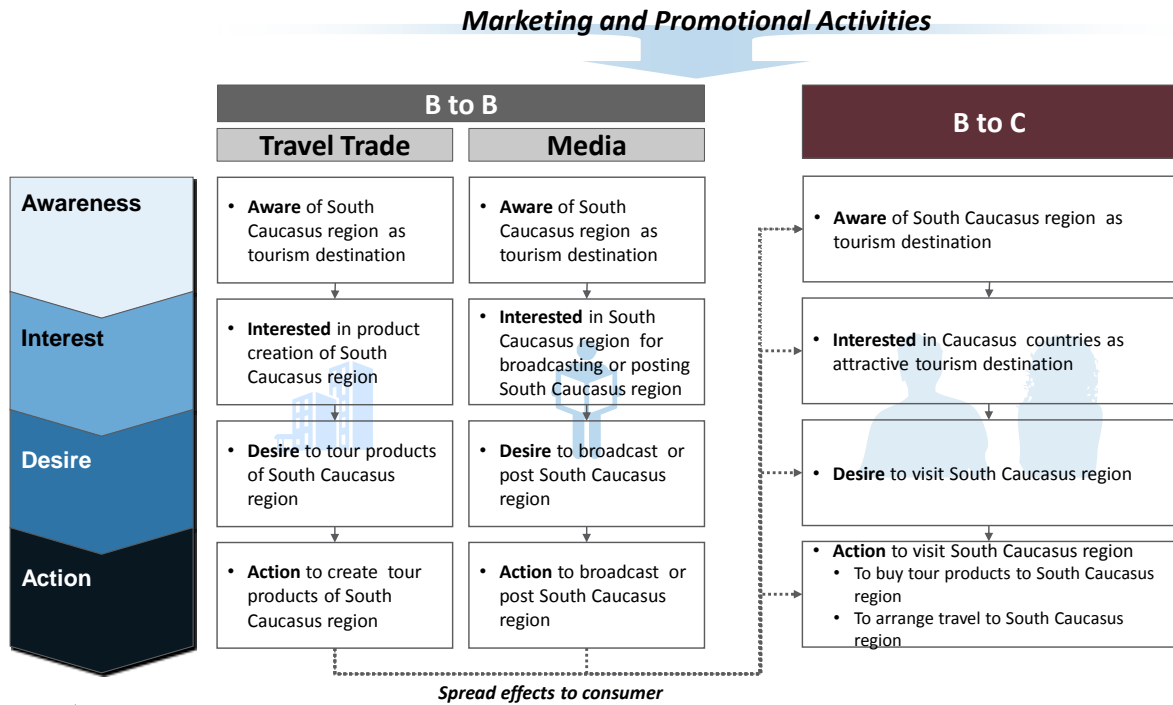 Marketing and Promotional Activities
B to B
B to C
Travel Trade
Media
Awareness
• Aware of South
Caucasus region as
tourism destination
• Aware of South
Caucasus region as
tourism destination
• Aware of South Caucasus region as
tourism destination
Interest
• Interested in product
creation of South
Caucasus region
• Interested in South
Caucasus region for
broadcasting or posting
South Caucasus region
• Interested in Caucasus countries as
attractive tourism destination
Desire
• Desire to tour products
of South Caucasus
region
• Desire to broadcast or
post South Caucasus
region
• Desire to visit South Caucasus region
Action
• Action to create tour
products of South
Caucasus region
• Action to broadcast or
post South Caucasus
region
• Action to visit South Caucasus region
• To buy tour products to South Caucasus
region
• To arrange travel to South Caucasus
region
Spread effects to consumer